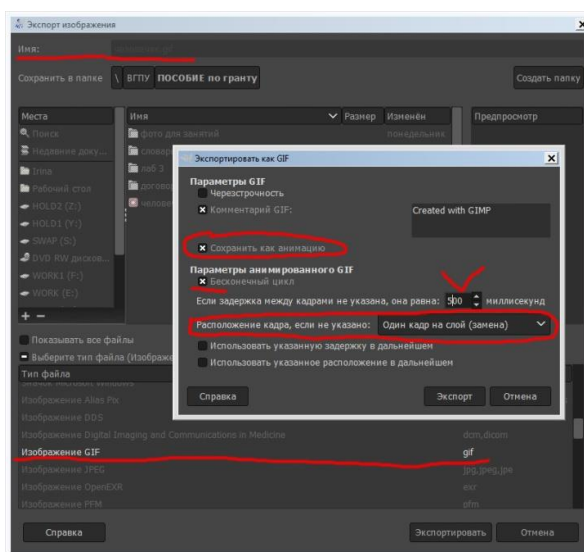 Экспорт изображения
Имя:
Сохранить в папке \ ВГПУ ПОСОБИЕ по гранту Создать папку
Места Имя Размер Изменён Предпросмотр
Поиск фото для занятий понедельник
Недавние доку...
Irina лаб 3
Рабочий стол
HOLD2 (Z:)
HOLD1 (Y:)
SWAP (S:)
DVD RW дисков...
WORK1 (F:)
WORK (E:)
Экспортировать как GIF
Параметры GIF
Черезстрочность
Комментарий GIF: Created with GIMP
Сохранить как анимацию
Параметры анимированного GIF
Бесконечный цикл
Если задержка между кадрами не указана, она равна: 500 миллисекунд
Расположение кадра, если не указано: Один кадр на слой (замена)
Использовать указанную задержку в дальнейшем
Использовать указанное расположение в дальнейшем
Справка Экспорт Отмена
Показывать все файлы
Выберите тип файла (Изображе
Тип файла
Изображение Alias Pix
Изображение DDS
Изображение Digital Imaging and Communications in Medicine dcm,dicom
Изображение GIF gif
Изображение JPEG jpg,jpeg,jpe
Изображение OpenEXR exr
Изображение PFM pfm
Справка Экспортировать Отмена